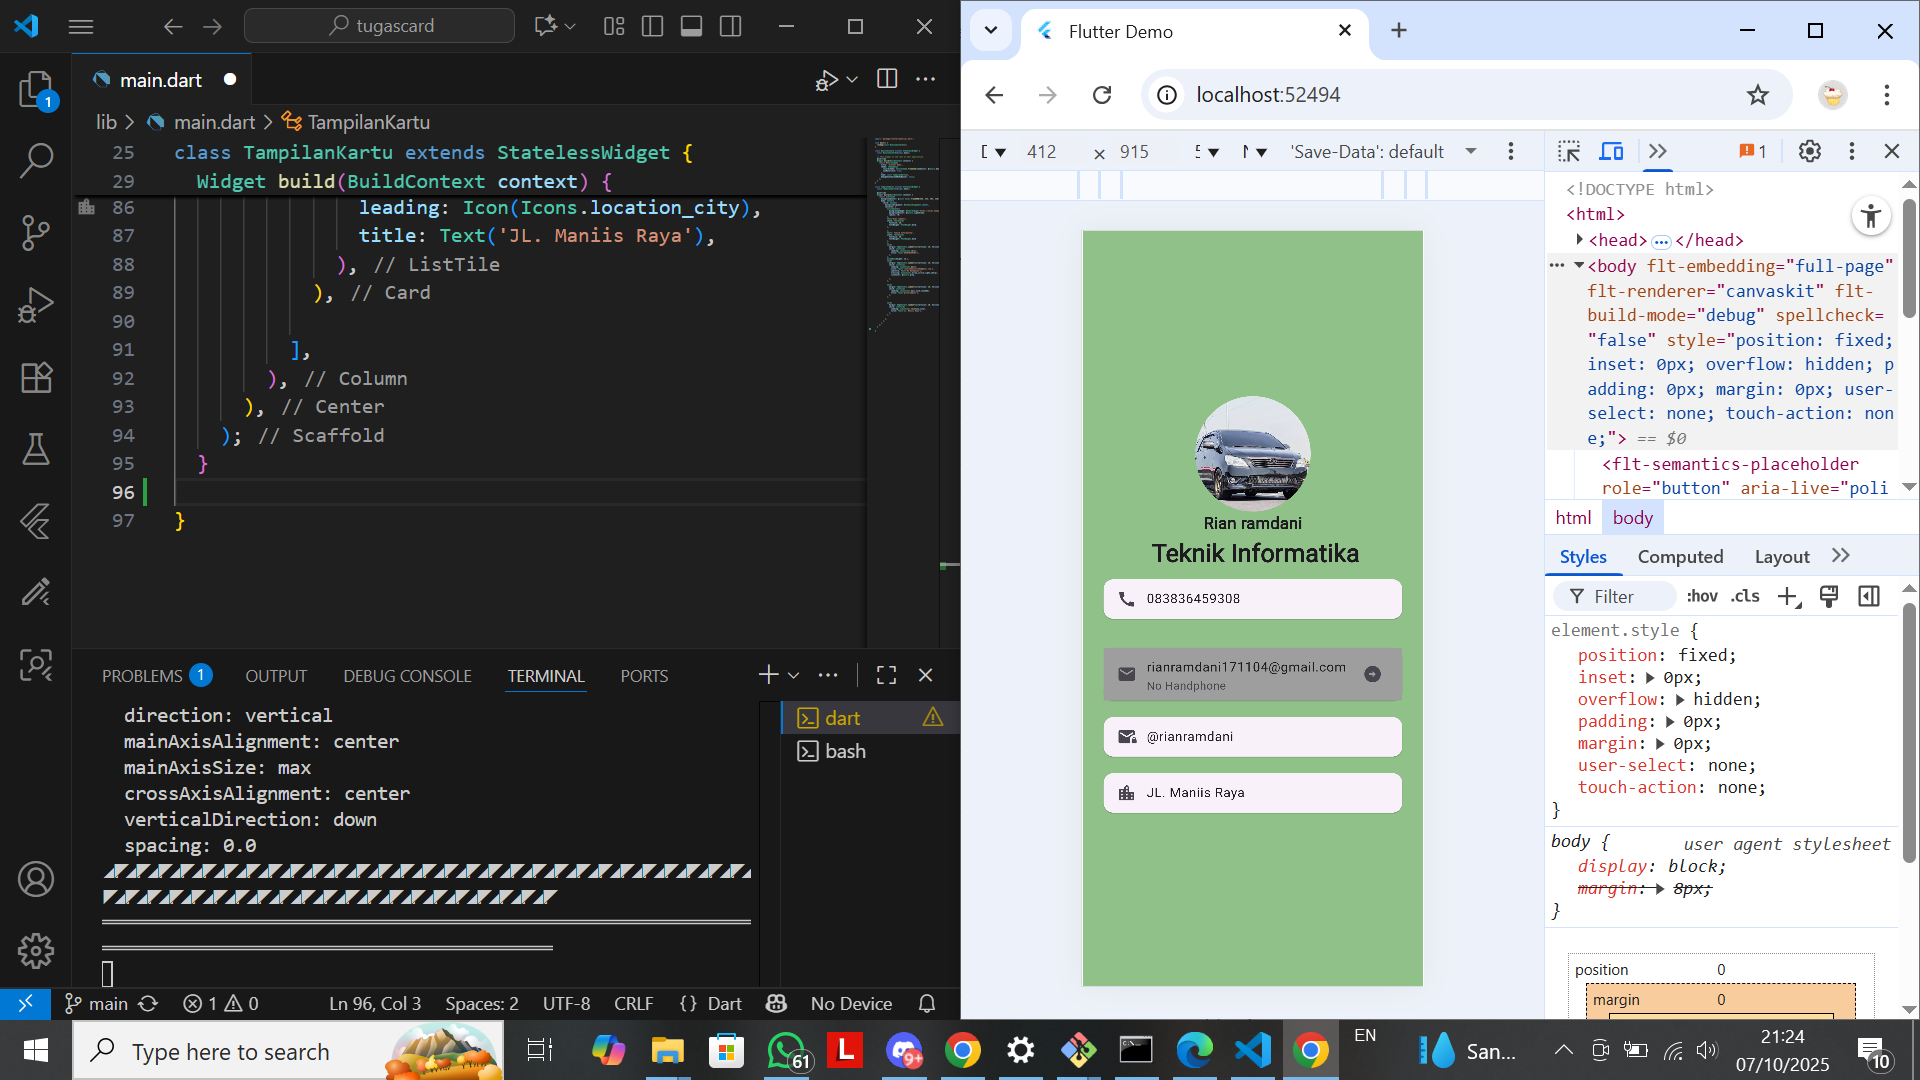 tugascard
main.dart
lib > main.dart > TampilanKartu
25 class TampilanKartu extends StatelessWidget {
29 Widget build(BuildContext context) {
86 leading: Icon(Icons.location_city),
87 title: Text('JL. Maniis Raya'),
88 ), // ListTile
89 ), // Card
90
91 ],
92 ), // Column
93 ), // Center
94 ); // Scaffold
95 }
96
97 }
PROBLEMS 1 OUTPUT DEBUG CONSOLE TERMINAL PORTS
direction: vertical
mainAxisAlignment: center
mainAxisSize: max
crossAxisAlignment: center
verticalDirection: down
spacing: 0.0
dart
bash
main 1 0 Ln 96, Col 3 Spaces: 2 UTF-8 CRLF {} Dart No Device
Flutter Demo
localhost:52494
412 × 915 'Save-Data': default
Rian ramdani
Teknik Informatika
083836459308
rianramdani171104@gmail.com
No Handphone
@rianramdani
JL. Maniis Raya
1
<!DOCTYPE html>
<html>
<head> ... </head>
<body flt-embedding="full-page"
flt-renderer="canvaskit" flt-
build-mode="debug" spellcheck=
"false" style="position: fixed;
inset: 0px; overflow: hidden; p
adding: 0px; margin: 0px; user-
select: none; touch-action: non
e;"> == $0
<flt-semantics-placeholder
role="button" aria-live="poli
html body
Styles Computed Layout
Filter :hov .cls
element.style {
position: fixed;
inset: 0px;
overflow: hidden;
padding: 0px;
margin: 0px;
user-select: none;
touch-action: none;
}
body { user agent stylesheet
display: block;
margin: 8px;
}
position 0
margin 0
Type here to search
61
L
9+
EN
San...
21:24
07/10/2025
10